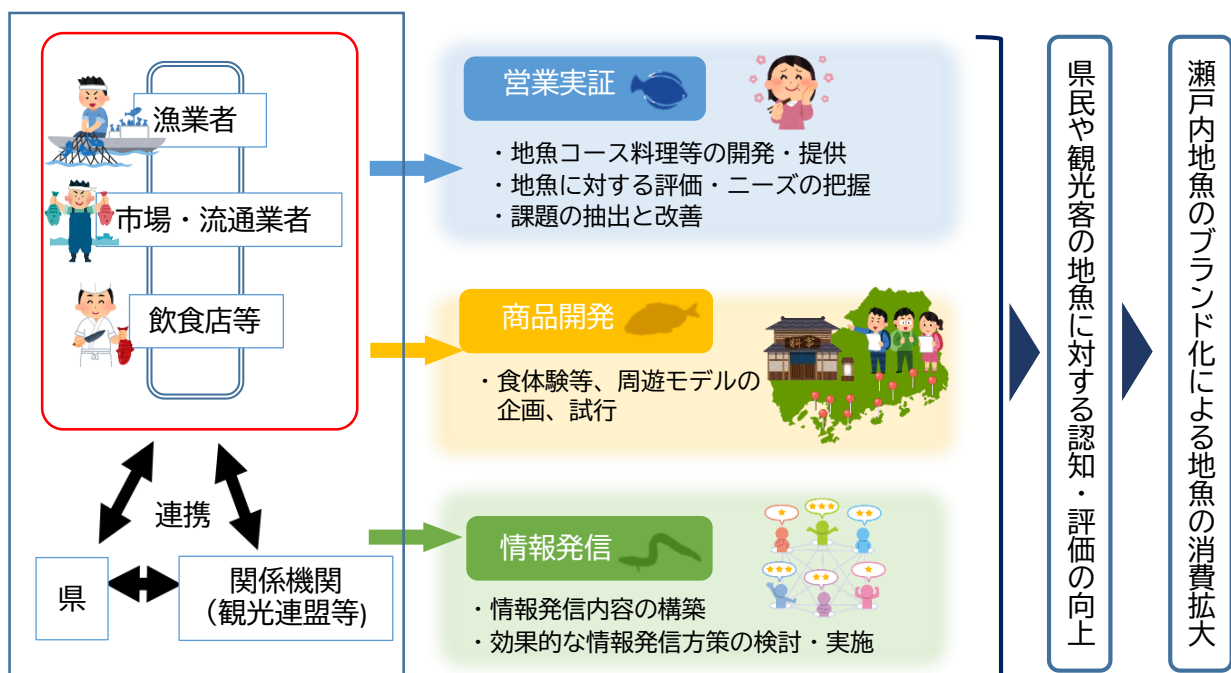 漁業者
市場・流通業者
飲食店等
連携
県
関係機関
（観光連盟等)
営業実証
・地魚コース料理等の開発・提供
・地魚に対する評価・ニーズの把握
・課題の抽出と改善
商品開発
料亭
・食体験等、周遊モデルの
企画、試行
情報発信
・情報発信内容の構築
・効果的な情報発信方策の検討・実施
県民や観光客の地魚に対する認知・評価の向上
瀬戸内地魚のブランド化による地魚の消費拡大